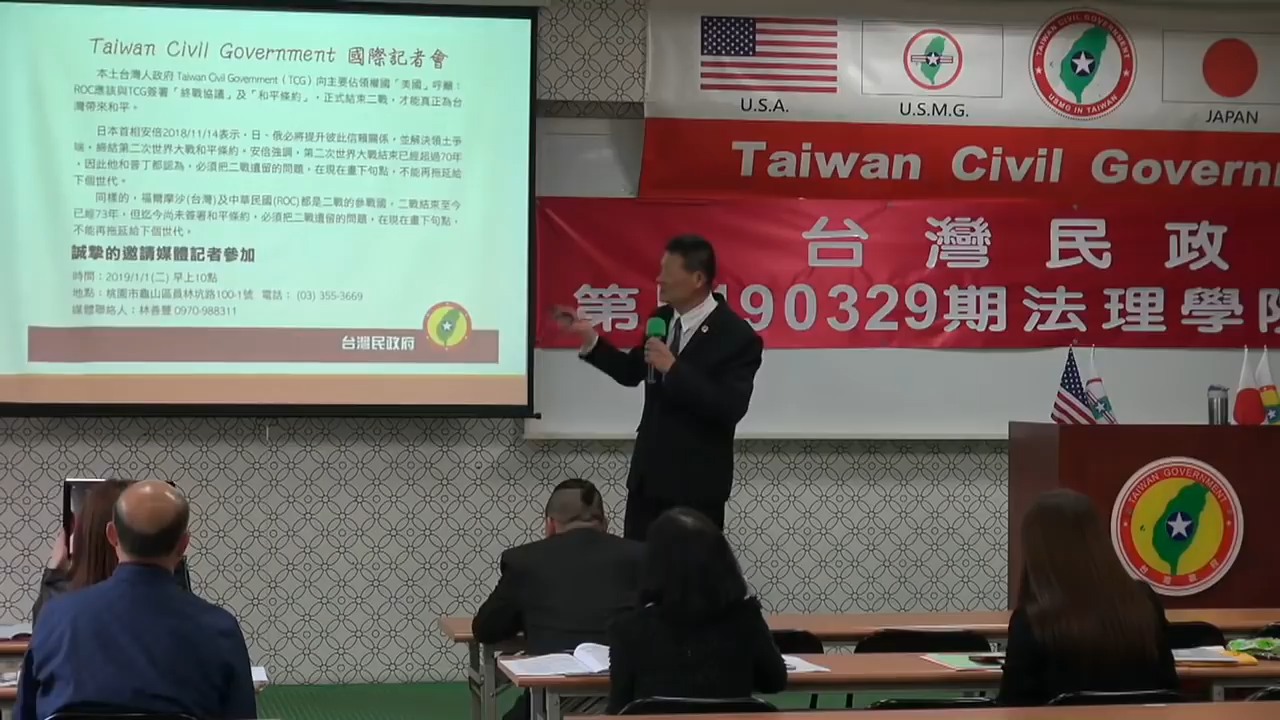 Taiwan Civil Government 國際記者會
本土台灣人政府 Taiwan Civil Government (TCG) 向主要佔領權國「美國」呼籲：
ROC應該與TCG簽署「終戰協議」及「和平條約」，正式結束二戰，才能真正為台
灣帶來和平。
日本首相安倍2018/11/14表示，日、俄必將提升彼此信賴關係，並解決領土爭
端，締結第二次世界大戰和平條約。安倍強調，第二次世界大戰結束已經超過70年
，因此他和普丁都認為，必須把二戰遺留的問題，在現在畫下句點，不能再拖延給
下個世代。
同樣的，福爾摩沙(台灣)及中華民國(ROC)都是二戰的參戰國，二戰結束至今
已經73年，但迄今尚未簽署和平條約，必須把二戰遺留的問題，在現在畫下句點，
不能再拖延給下個世代。
誠摯的邀請媒體記者參加
時間：2019/1/1(二) 早上10點
地點：桃園市龜山區員林坑路100-1號 電話： (03) 355-3669
媒體聯絡人：林善豐 0970-988311
台灣民政府
U.S.A.
U.S.M.G.
TAIWAN CIVIL GOVERNMENT
USMG IN TAIWAN
JAPAN
Taiwan Civil Governm
台灣民政
第 190329期法理學院
TAIWAN GOVERNMENT
台灣政府